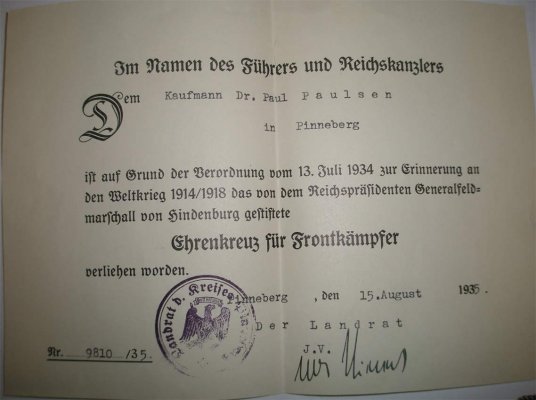 Im Namen des Führers und Reichskanzlers
Dem Kaufmann Dr. Paul Paulsen
in Pinneberg
ist auf Grund der Verordnung vom 13. Juli 1934 zur Erinnerung an
den Weltkrieg 1914/1918 das von dem Reichspräsidenten Generalfeld-
marschall von Hindenburg gestiftete
Ehrenkreuz für Frontkämpfer
verliehen worden.
Pinneberg, den 15. August 1935.
Landrat d. Kreises
Der Landrat
Nr. 9810 /35.
J.V.